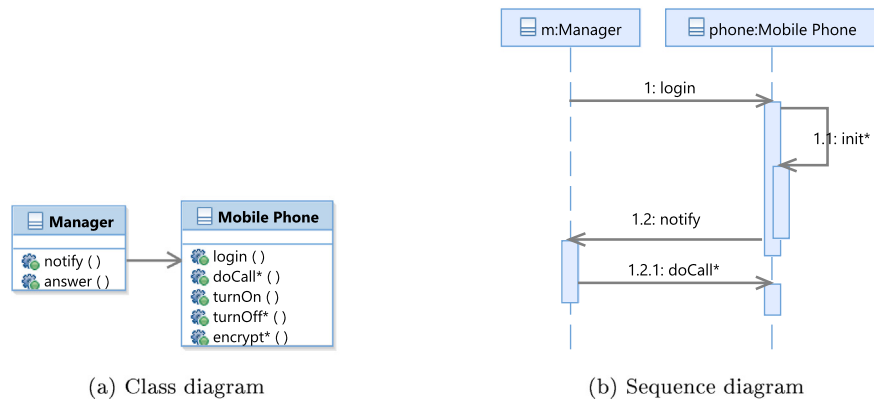 Manager
notify ( )
answer ( )
Mobile Phone
login ( )
doCall* ( )
turnOn ( )
turnOff* ( )
encrypt* ( )
(a) Class diagram
m:Manager
phone:Mobile Phone
1: login
1.1: init*
1.2: notify
1.2.1: doCall*
(b) Sequence diagram